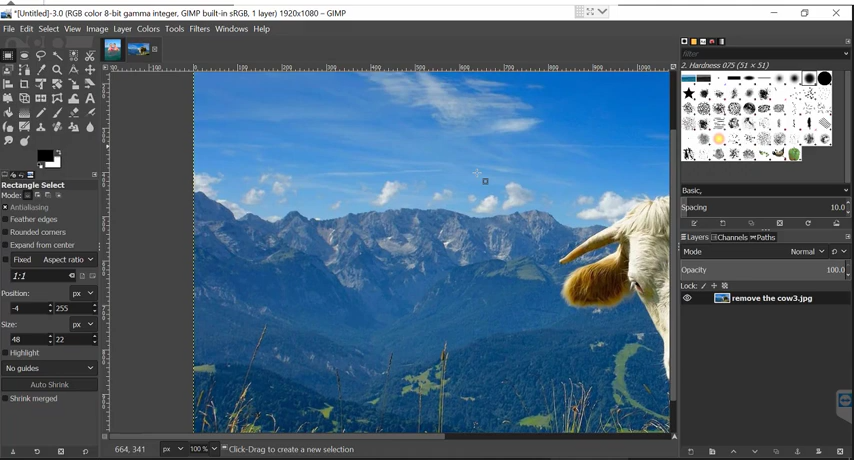 *[Untitled]-3.0 (RGB color 8-bit gamma integer, GIMP built-in sRGB, 1 layer) 1920x1080 – GIMP
File Edit Select View Image Layer Colors Tools Filters Windows Help
filter
2. Hardness 075 (51 × 51)
Rectangle Select
Mode:
Antialiasing
Feather edges
Rounded corners
Expand from center
Fixed Aspect ratio
1:1
Position: px
-4 255
Size: px
48 22
Highlight
No guides
Auto Shrink
Shrink merged
Basic,
Spacing 10.0
Layers Channels Paths
Mode Normal
Opacity 100.0
Lock:
remove the cow3.jpg
664, 341 px 100 % Click-Drag to create a new selection